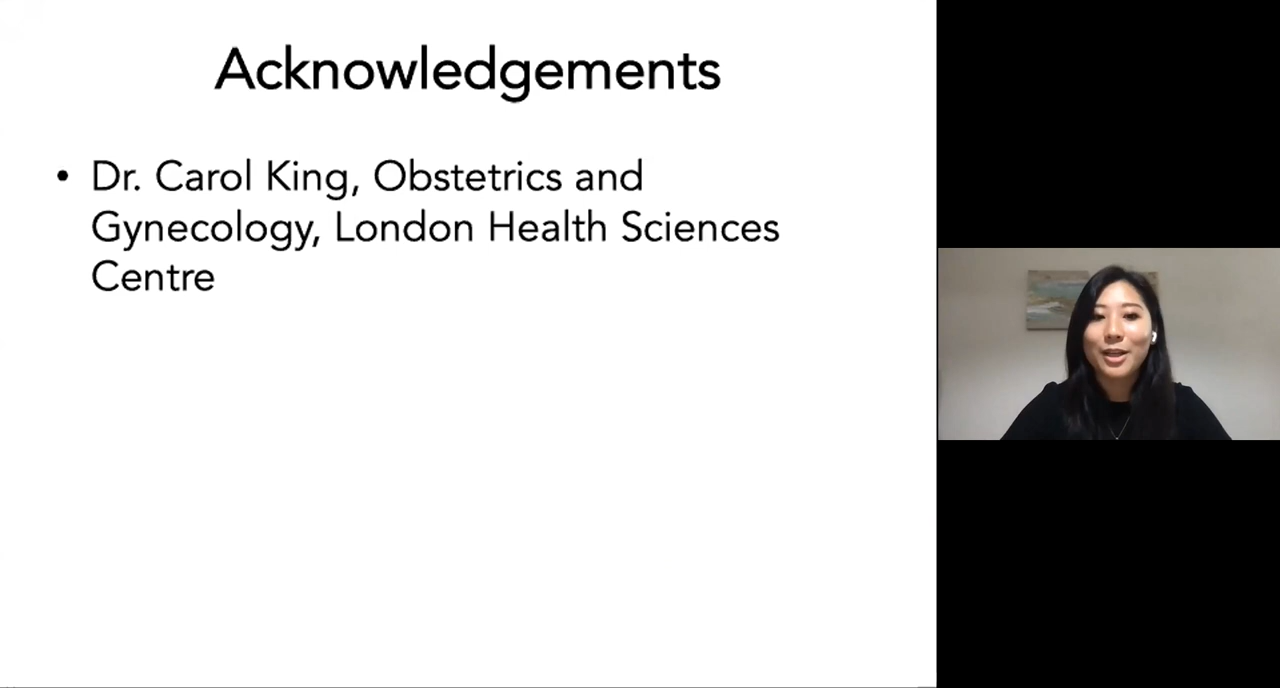 Acknowledgements
• Dr. Carol King, Obstetrics and
Gynecology, London Health Sciences
Centre